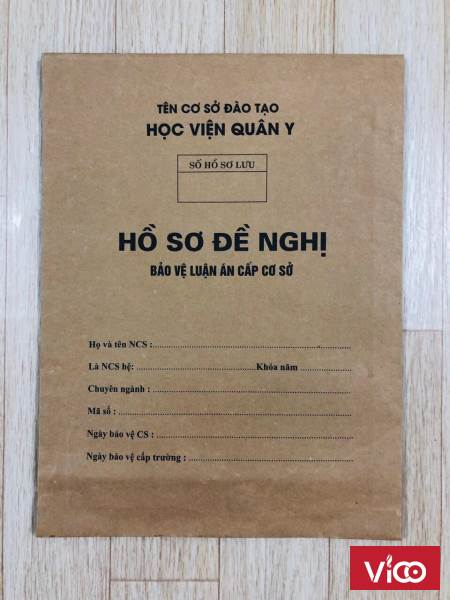 TÊN CƠ SỞ ĐÀO TẠO
HỌC VIỆN QUÂN Y
SỐ HỒ SƠ LƯU
HỒ SƠ ĐỀ NGHỊ
BẢO VỆ LUẬN ÁN CẤP CƠ SỞ
Họ và tên NCS :
Là NCS hệ: Khóa năm
Chuyên ngành :
Mã số :
Ngày bảo vệ CS :
Ngày bảo vệ cấp trường :
Vioo